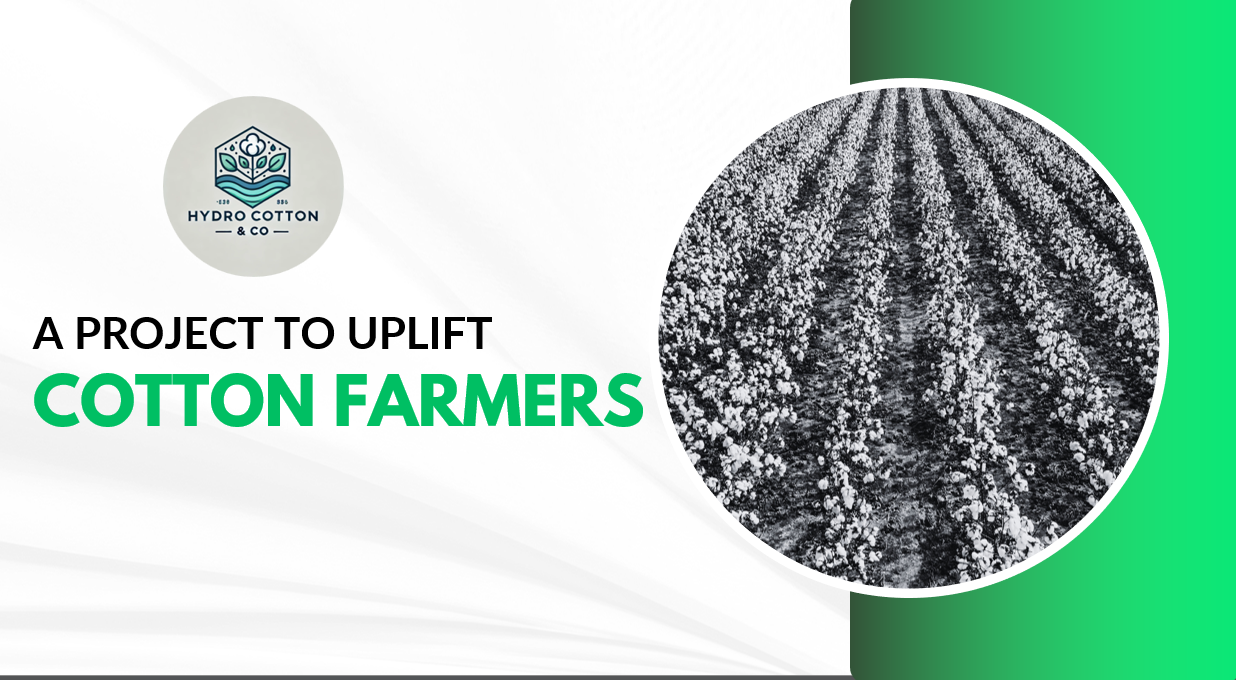 HYDRO COTTON
& CO
A PROJECT TO UPLIFT
COTTON FARMERS